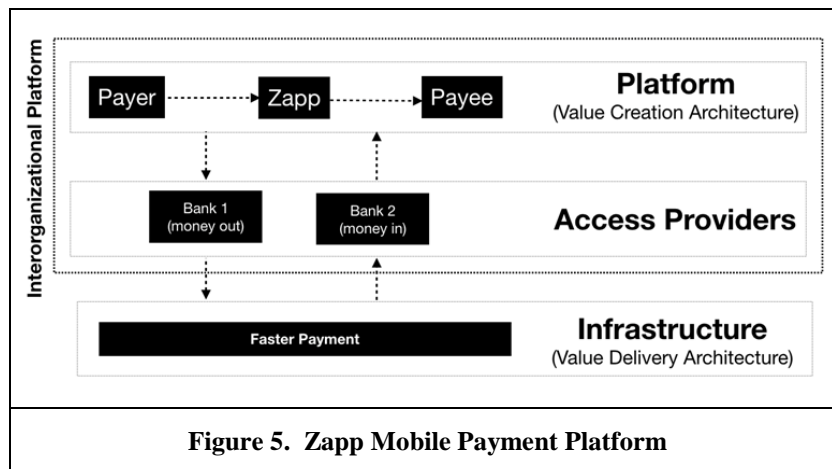 Interorganizational Platform
Payer
Zapp
Payee
Platform
(Value Creation Architecture)
Bank 1
(money out)
Bank 2
(money in)
Access Providers
Faster Payment
Infrastructure
(Value Delivery Architecture)
Figure 5. Zapp Mobile Payment Platform